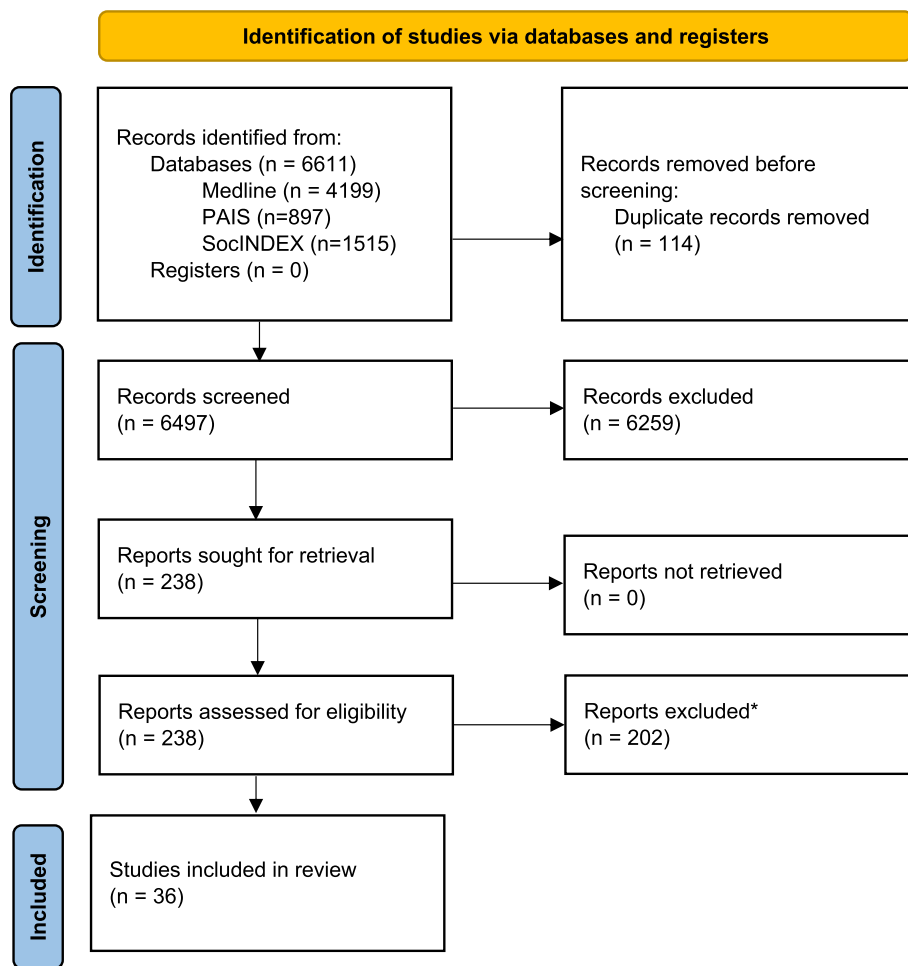 Identification of studies via databases and registers
Identification
Records identified from:
Databases (n = 6611)
Medline (n = 4199)
PAIS (n=897)
SocINDEX (n=1515)
Registers (n = 0)
Records removed before
screening:
Duplicate records removed
(n = 114)
Screening
Records screened
(n = 6497)
Records excluded
(n = 6259)
Reports sought for retrieval
(n = 238)
Reports not retrieved
(n = 0)
Reports assessed for eligibility
(n = 238)
Reports excluded*
(n = 202)
Included
Studies included in review
(n = 36)